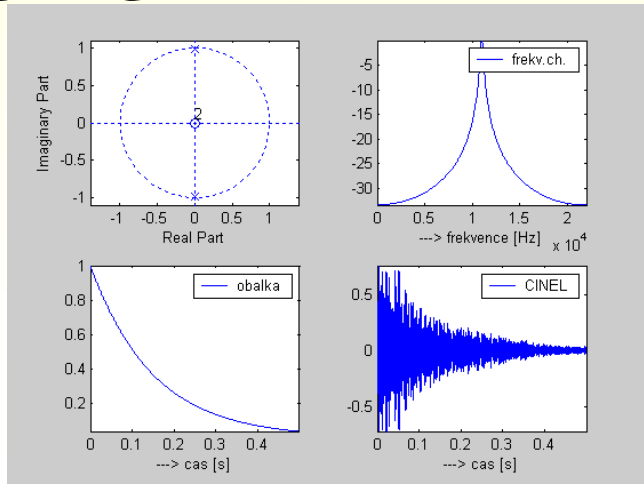 1
0.5
0
-0.5
-1
Imaginary Part
2
-1 -0.5 0 0.5 1
Real Part
-5
-10
-15
-20
-25
-30
frekv.ch.
0 0.5 1 1.5 2
---> frekvence [Hz] x 10^4
1
0.8
0.6
0.4
0.2
obalka
0 0.1 0.2 0.3 0.4
---> cas [s]
0.5
0
-0.5
CINEL
0 0.1 0.2 0.3 0.4
---> cas [s]